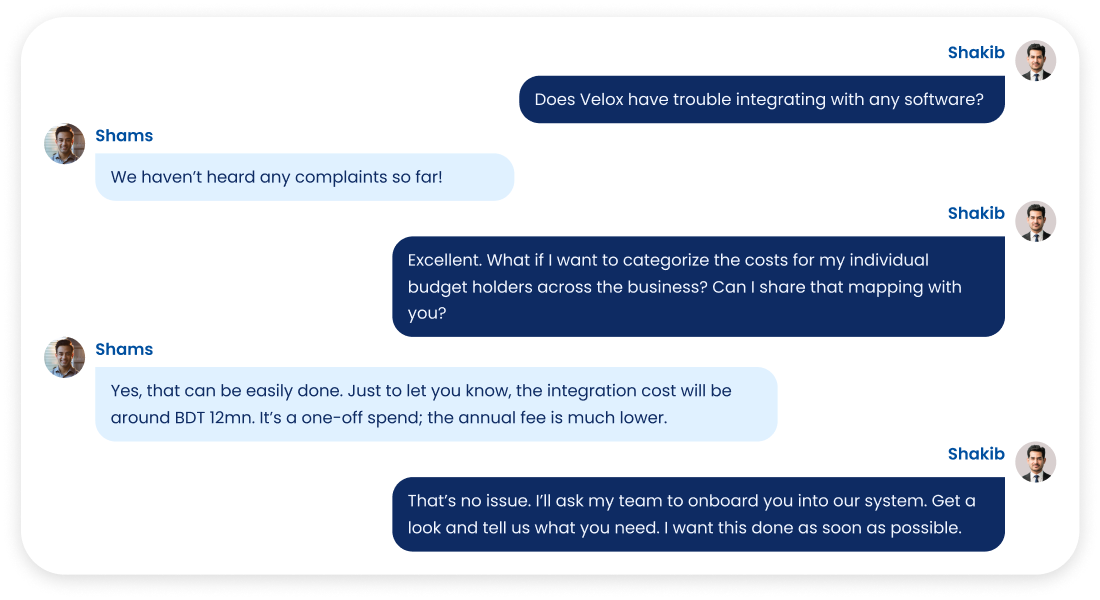 Shakib
Does Velox have trouble integrating with any software?
Shams
We haven’t heard any complaints so far!
Shakib
Excellent. What if I want to categorize the costs for my individual
budget holders across the business? Can I share that mapping with
you?
Shams
Yes, that can be easily done. Just to let you know, the integration cost will be
around BDT 12mn. It’s a one-off spend; the annual fee is much lower.
Shakib
That’s no issue. I’ll ask my team to onboard you into our system. Get a
look and tell us what you need. I want this done as soon as possible.